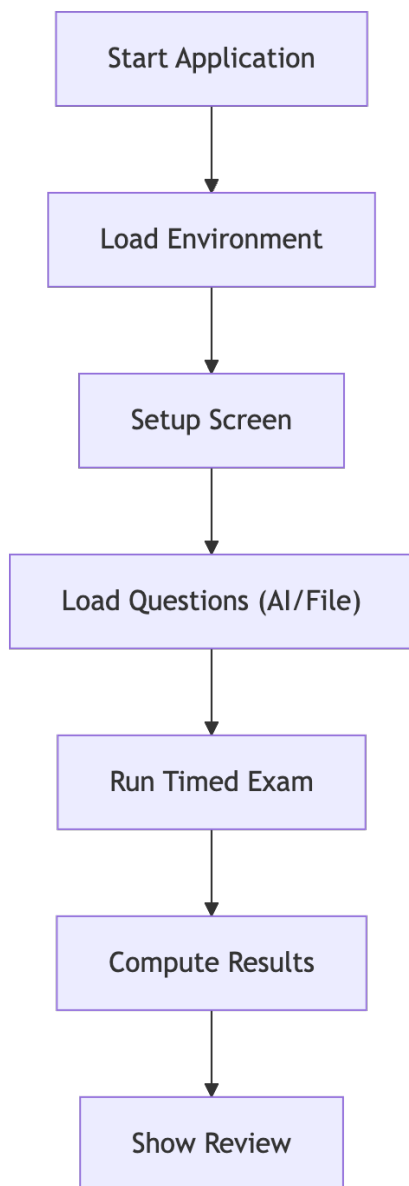 Start Application
Load Environment
Setup Screen
Load Questions (AI/File)
Run Timed Exam
Compute Results
Show Review